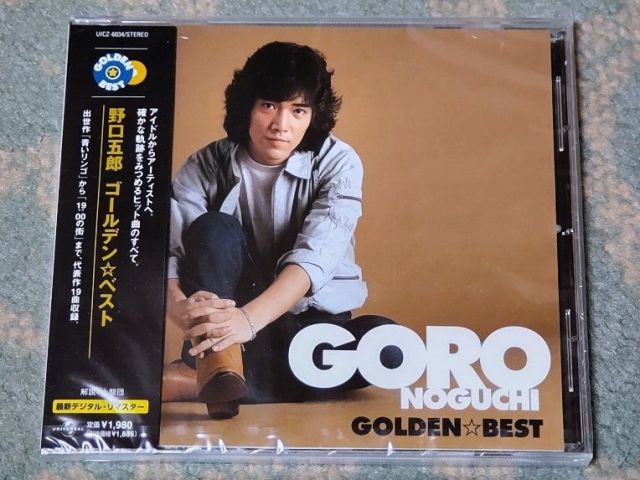 UICZ-6034/STEREO
GOLDEN☆BEST
アイドルからアーティストへ。
確かな軌跡をみつめるヒット曲のすべて。
野口五郎 ゴールデン☆ベスト
出世作「青いリンゴ」から「19:00の街」まで、代表作19曲収録。
解説
団
最新デジタル・リマスター
定価¥1,980
UNIVERSAL
GORO
NOGUCHI
GOLDEN☆BEST